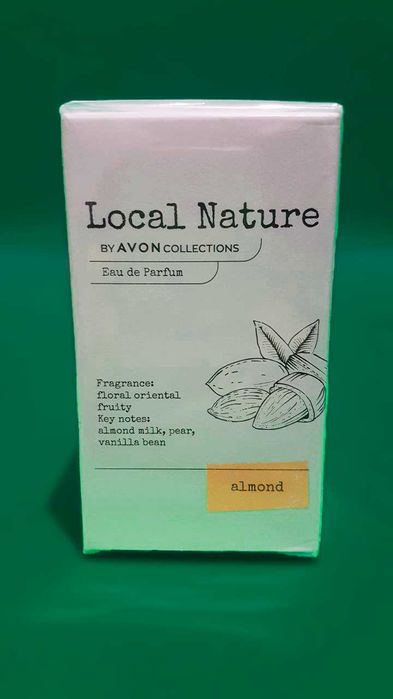 Local Nature
BY AVON COLLECTIONS
Eau de Parfum
Fragrance:
floral oriental
fruity
Key notes:
almond milk, pear,
vanilla bean
almond